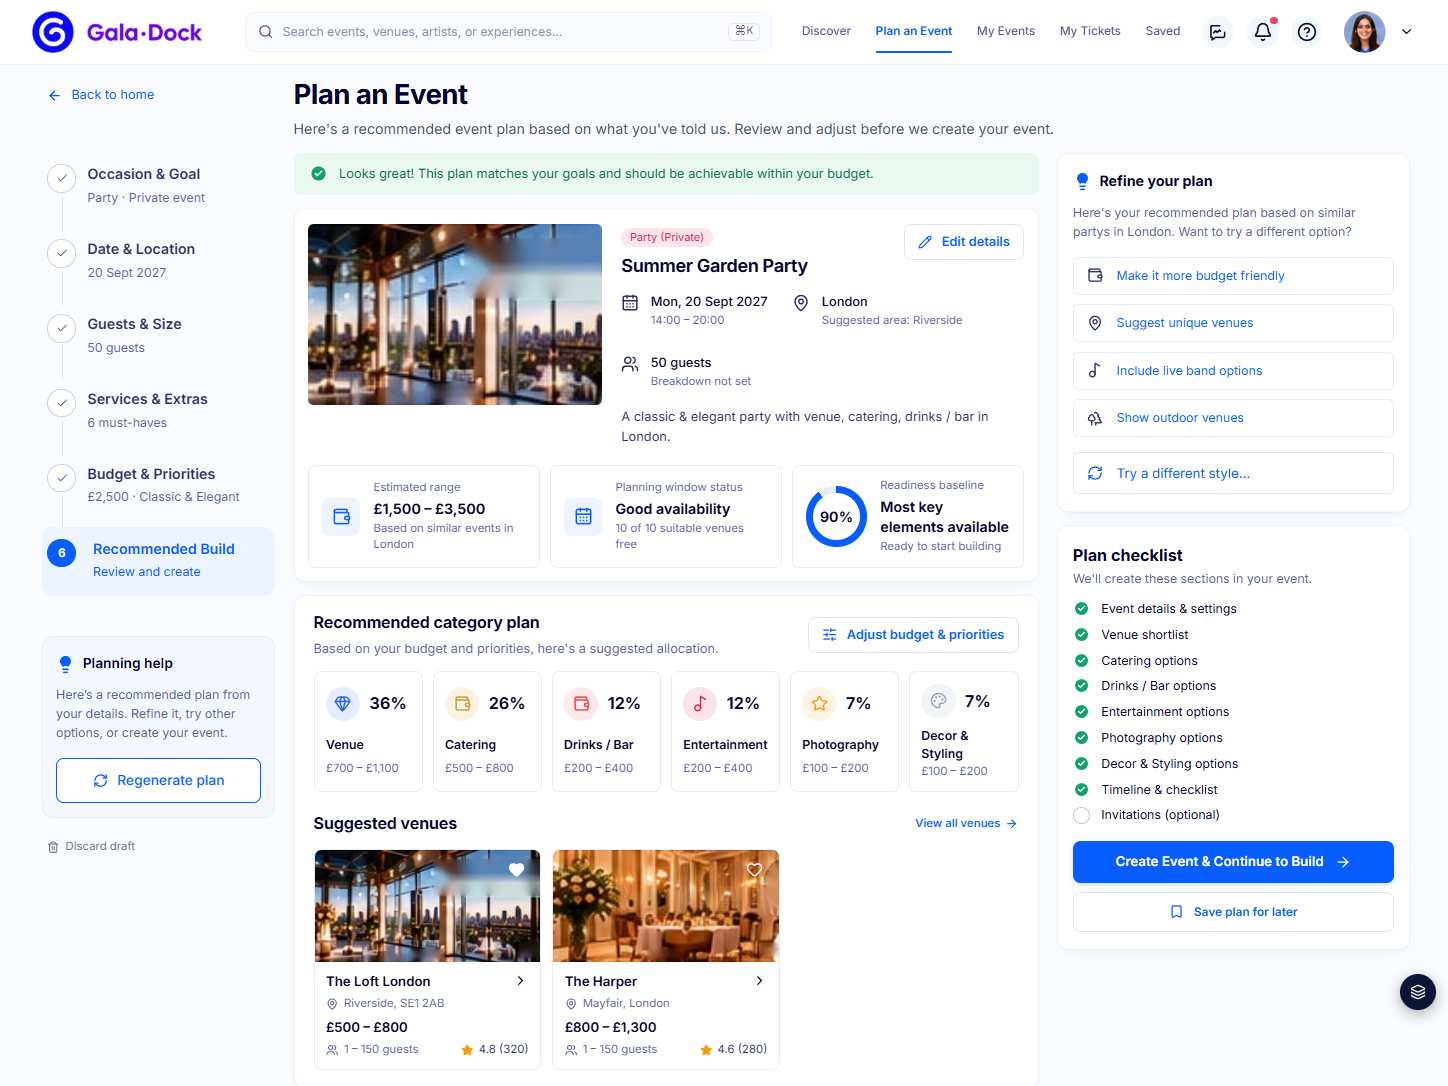 Gala·Dock
Search events, venues, artists, or experiences...
⌘K
Discover
Plan an Event
My Events
My Tickets
Saved
Back to home
Plan an Event
Here's a recommended event plan based on what you've told us. Review and adjust before we create your event.
Occasion & Goal
Party · Private event
Date & Location
20 Sept 2027
Guests & Size
50 guests
Services & Extras
6 must-haves
Budget & Priorities
£2,500 · Classic & Elegant
6
Recommended Build
Review and create
Planning help
Here's a recommended plan from
your details. Refine it, try other
options, or create your event.
Regenerate plan
Discard draft
Looks great! This plan matches your goals and should be achievable within your budget.
Party (Private)
Edit details
Summer Garden Party
Mon, 20 Sept 2027
14:00 – 20:00
London
Suggested area: Riverside
50 guests
Breakdown not set
A classic & elegant party with venue, catering, drinks / bar in
London.
Estimated range
£1,500 – £3,500
Based on similar events in
London
Planning window status
Good availability
10 of 10 suitable venues
free
90%
Readiness baseline
Most key
elements available
Ready to start building
Recommended category plan
Based on your budget and priorities, here's a suggested allocation.
Adjust budget & priorities
36%
Venue
£700 – £1,100
26%
Catering
£500 – £800
12%
Drinks / Bar
£200 – £400
12%
Entertainment
£200 – £400
7%
Photography
£100 – £200
7%
Decor &
Styling
£100 – £200
Suggested venues
View all venues
The Loft London
Riverside, SE1 2AB
£500 – £800
1 – 150 guests
4.8 (320)
The Harper
Mayfair, London
£800 – £1,300
1 – 150 guests
4.6 (280)
Refine your plan
Here's your recommended plan based on similar
partys in London. Want to try a different option?
Make it more budget friendly
Suggest unique venues
Include live band options
Show outdoor venues
Try a different style...
Plan checklist
We'll create these sections in your event.
Event details & settings
Venue shortlist
Catering options
Drinks / Bar options
Entertainment options
Photography options
Decor & Styling options
Timeline & checklist
Invitations (optional)
Create Event & Continue to Build
Save plan for later